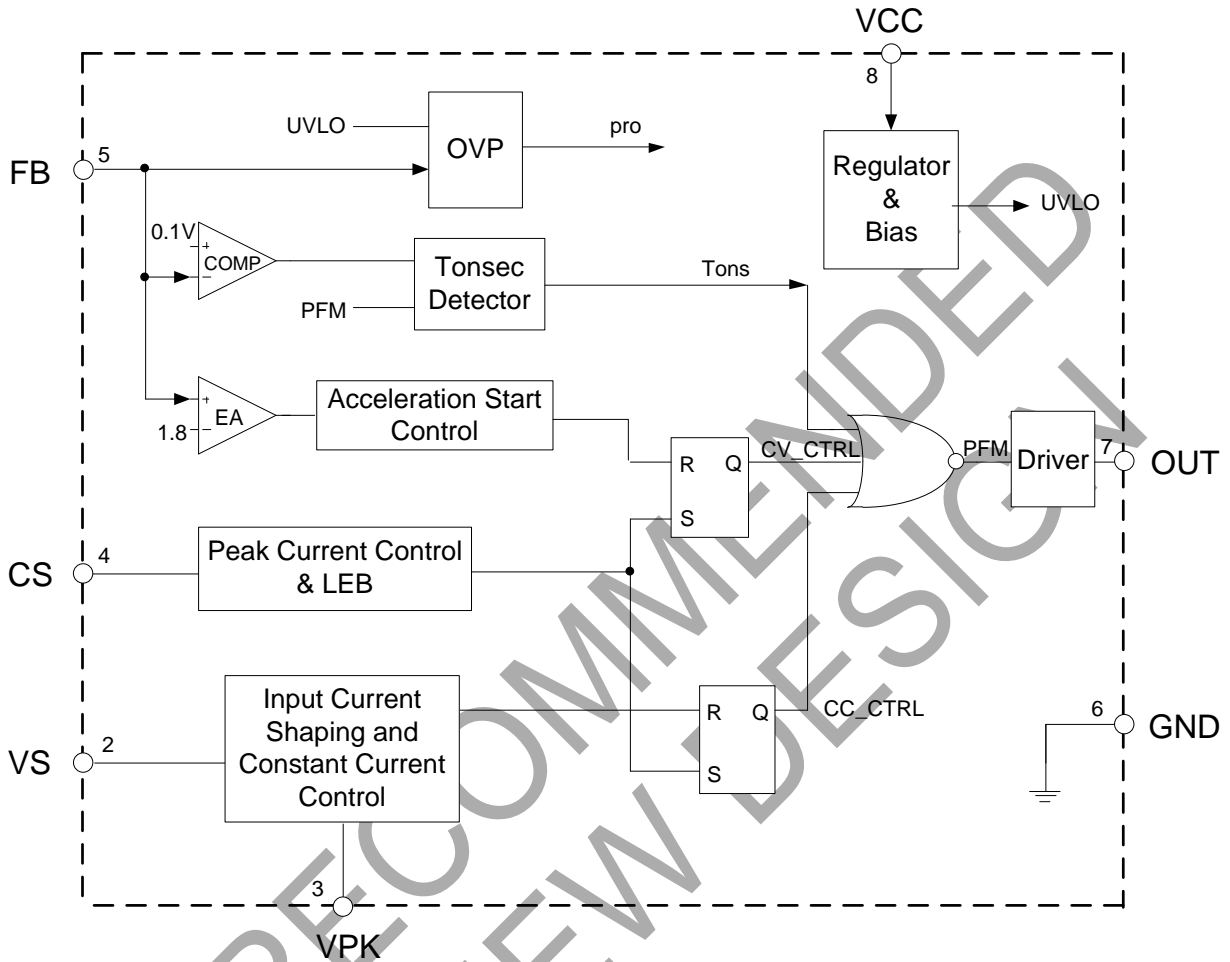 VCC
8
UVLO
OVP
pro
FB
5
Regulator
&
Bias
UVLO
0.1V
+
COMP
−
Tonsec
Detector
Tons
PFM
+
EA
1.8
−
Acceleration Start
Control
R
Q
S
CV_CTRL
PFM
Driver
7
OUT
CS
4
Peak Current Control
& LEB
Input Current
Shaping and
Constant Current
Control
VS
2
R
Q
S
CC_CTRL
6
GND
3
VPK
RECOMMENDED
NEW DESIGN